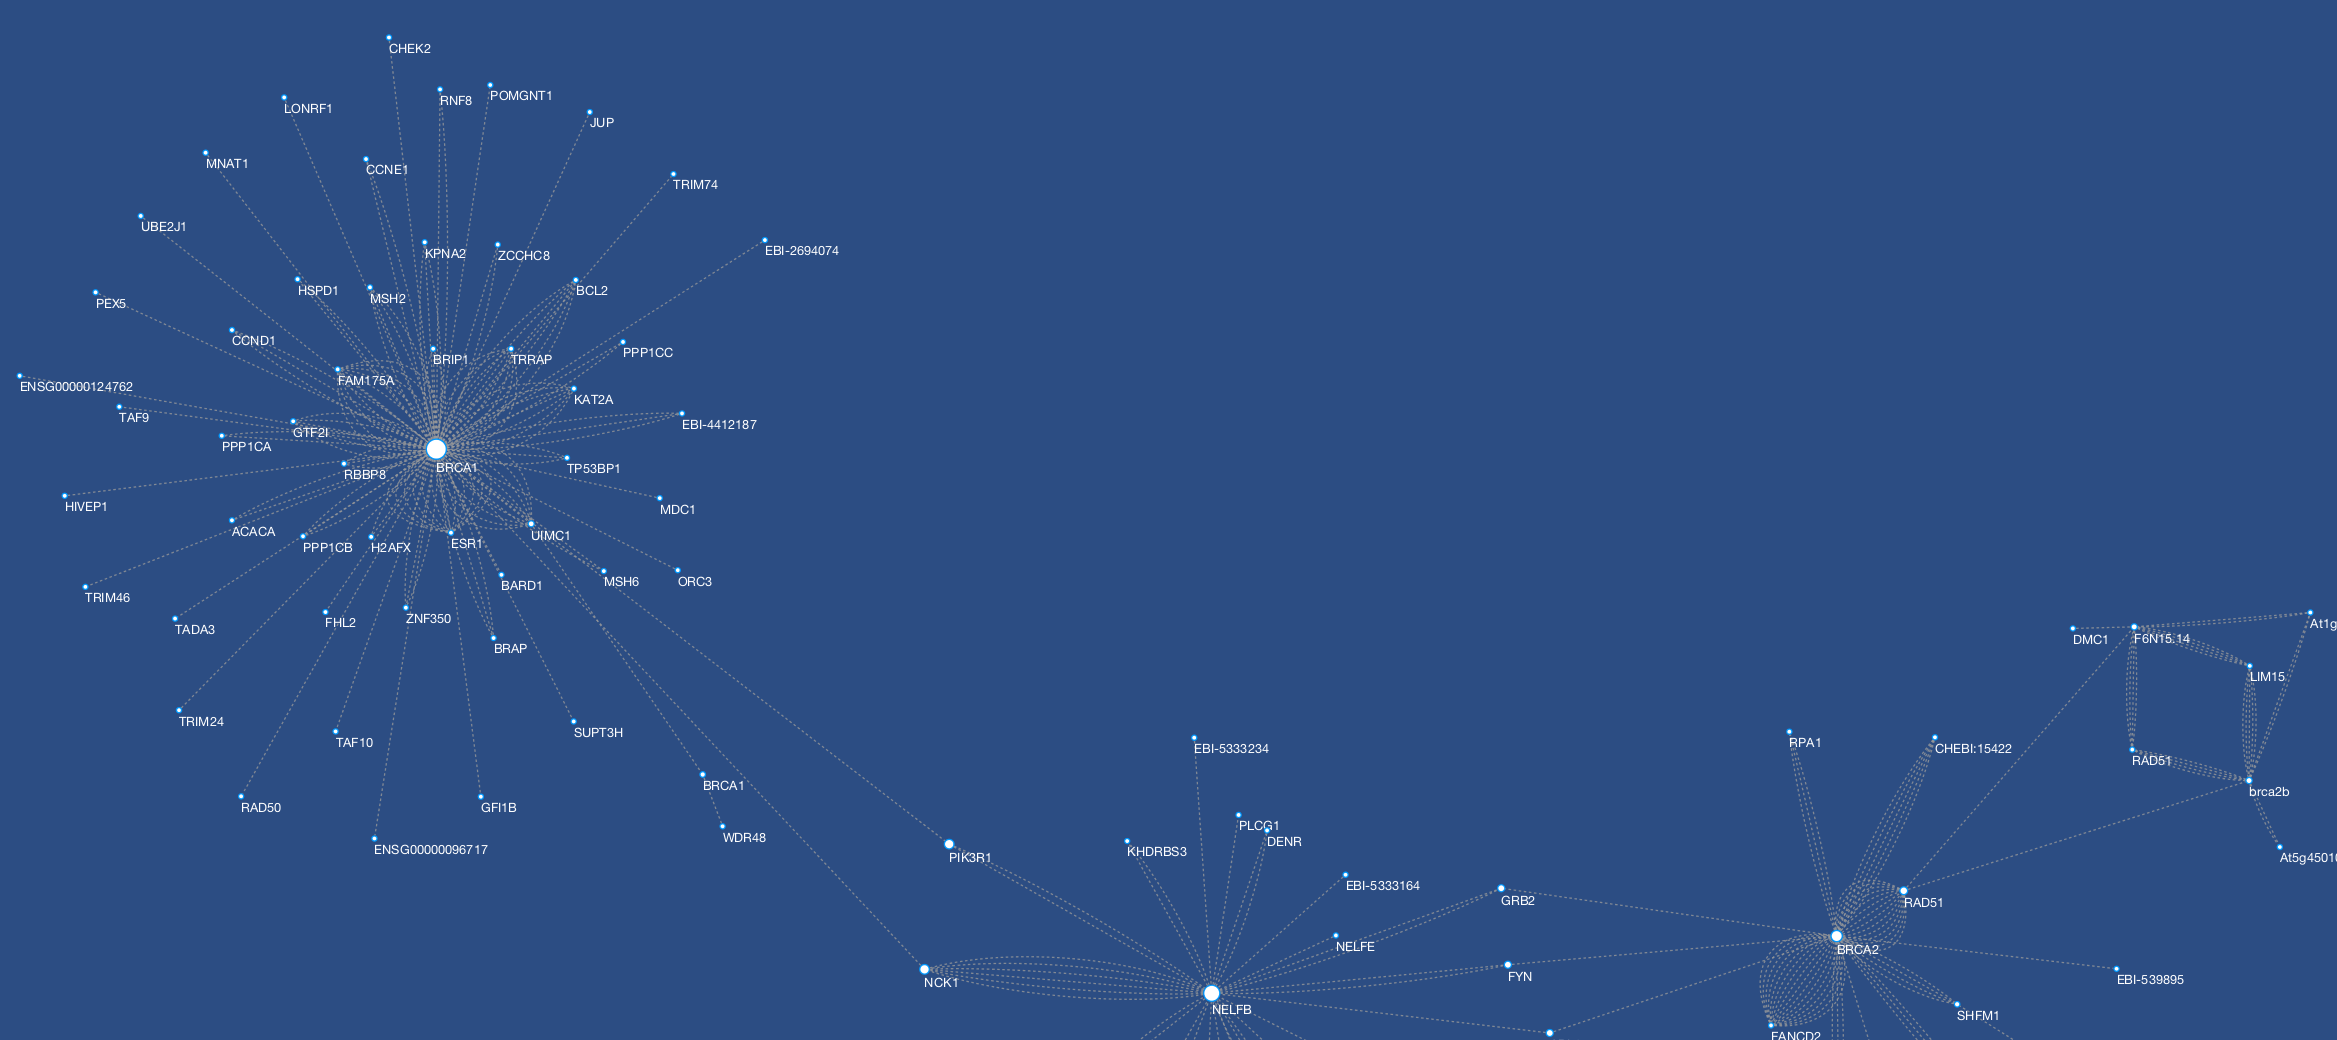 CHEK2
RNF8
POMGNT1
LONRF1
JUP
MNAT1
CCNE1
TRIM74
UBE2J1
KPNA2
ZCCHC8
EBI-2694074
HSPD1
MSH2
BCL2
PEX5
CCND1
BRIP1
TRRAP
PPP1CC
FAM175A
ENSG00000124762
KAT2A
TAF9
EBI-4412187
GTF2I
PPP1CA
BRCA1
RBBP8
TP53BP1
HIVEP1
MDC1
ACACA
UIMC1
PPP1CB
H2AFX
ESR1
BARD1
MSH6
ORC3
TRIM46
ZNF350
FHL2
TADA3
At1g
DMC1
F6N15.14
BRAP
LIM15
TRIM24
SUPT3H
TAF10
RPA1
CHEBI:15422
EBI-5333234
RAD51
BRCA1
brca2b
RAD50
GFI1B
PLCG1
WDR48
DENR
ENSG00000096717
KHDRBS3
PIK3R1
At5g4501
EBI-5333164
GRB2
RAD51
NELFE
BRCA2
FYN
EBI-539895
NCK1
NELFB
SHFM1
FANCD2